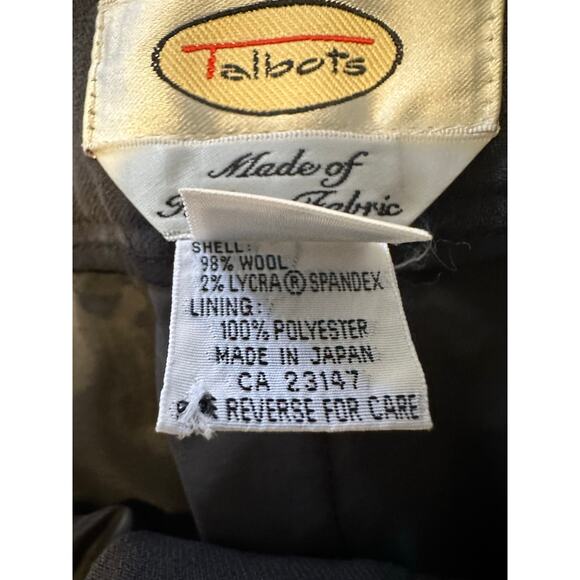 Talbots
Made of
Fabric
SHELL:
98% WOOL
2% LYCRA® SPANDEX
LINING:
100% POLYESTER
MADE IN JAPAN
CA 23147
REVERSE FOR CARE